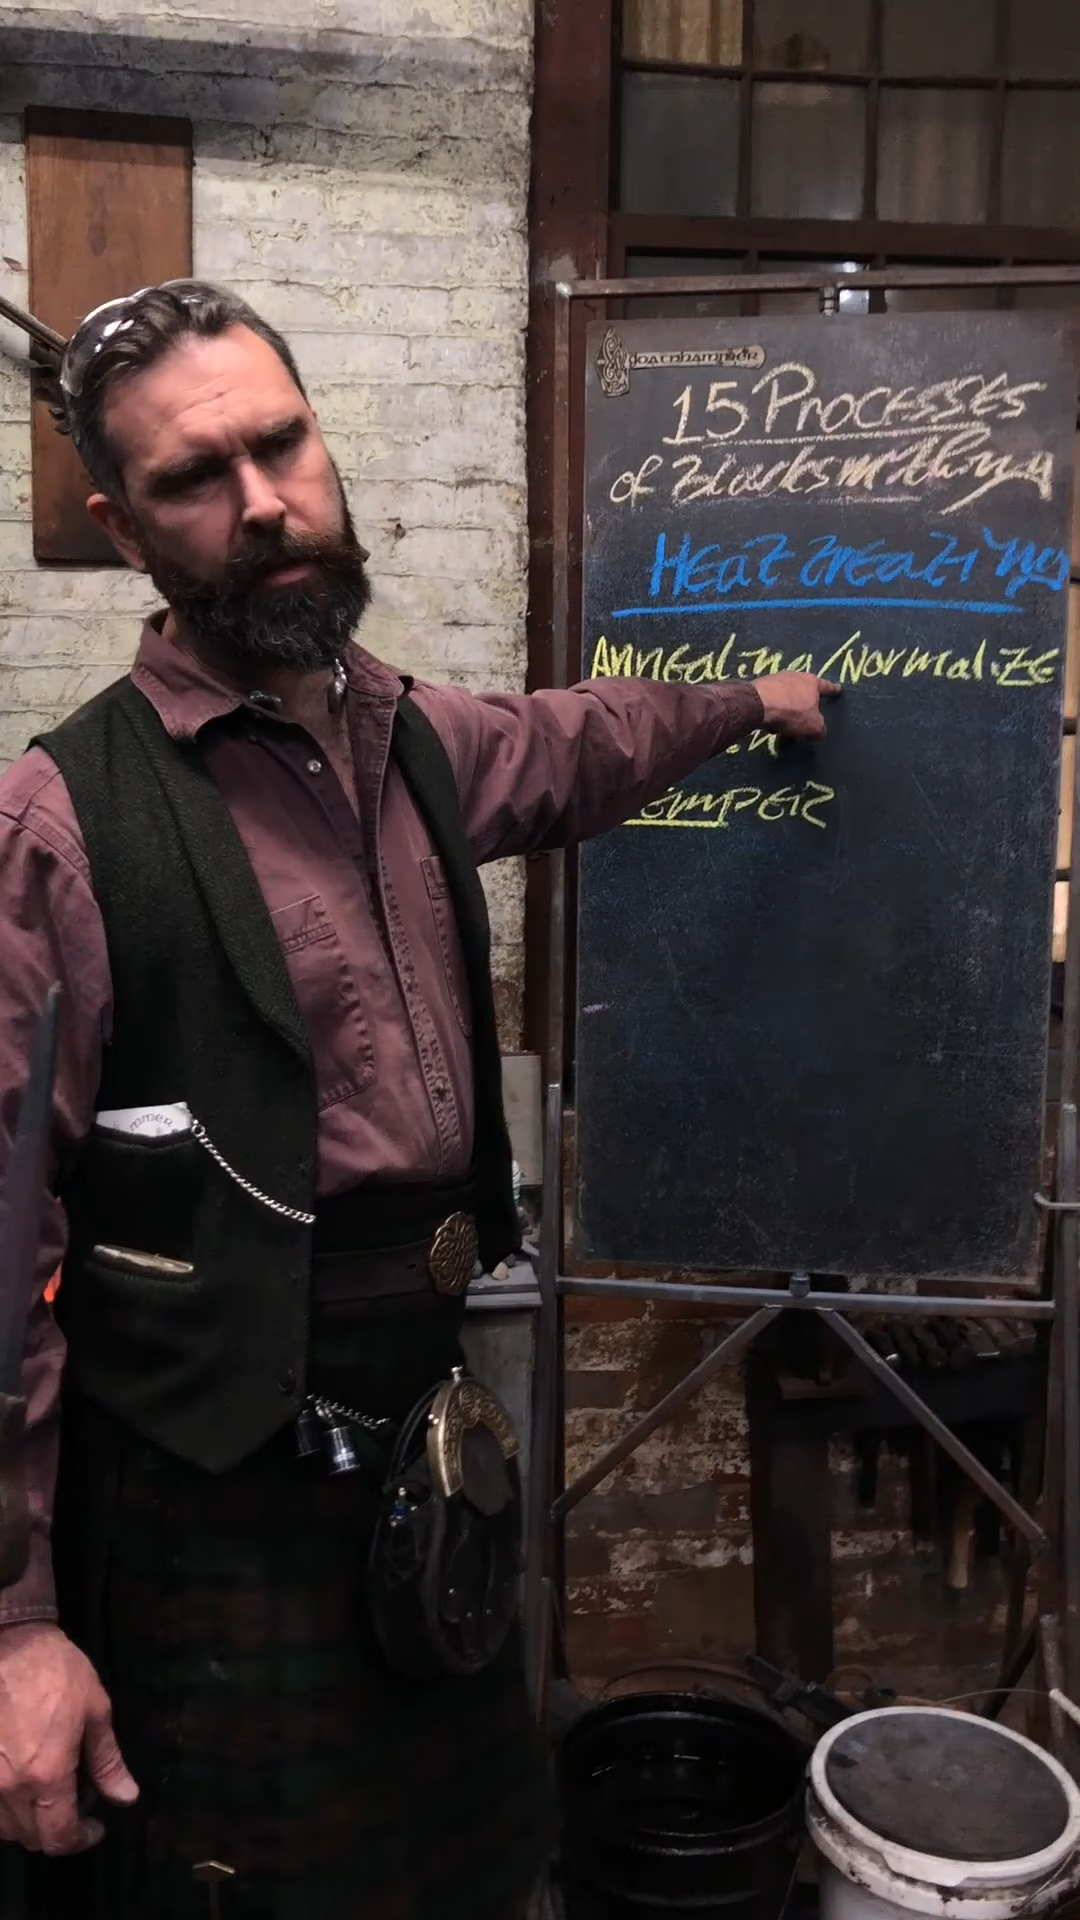 15 Processes
of blacksmithing
Heat treating
Annealing/Normalize
Temper